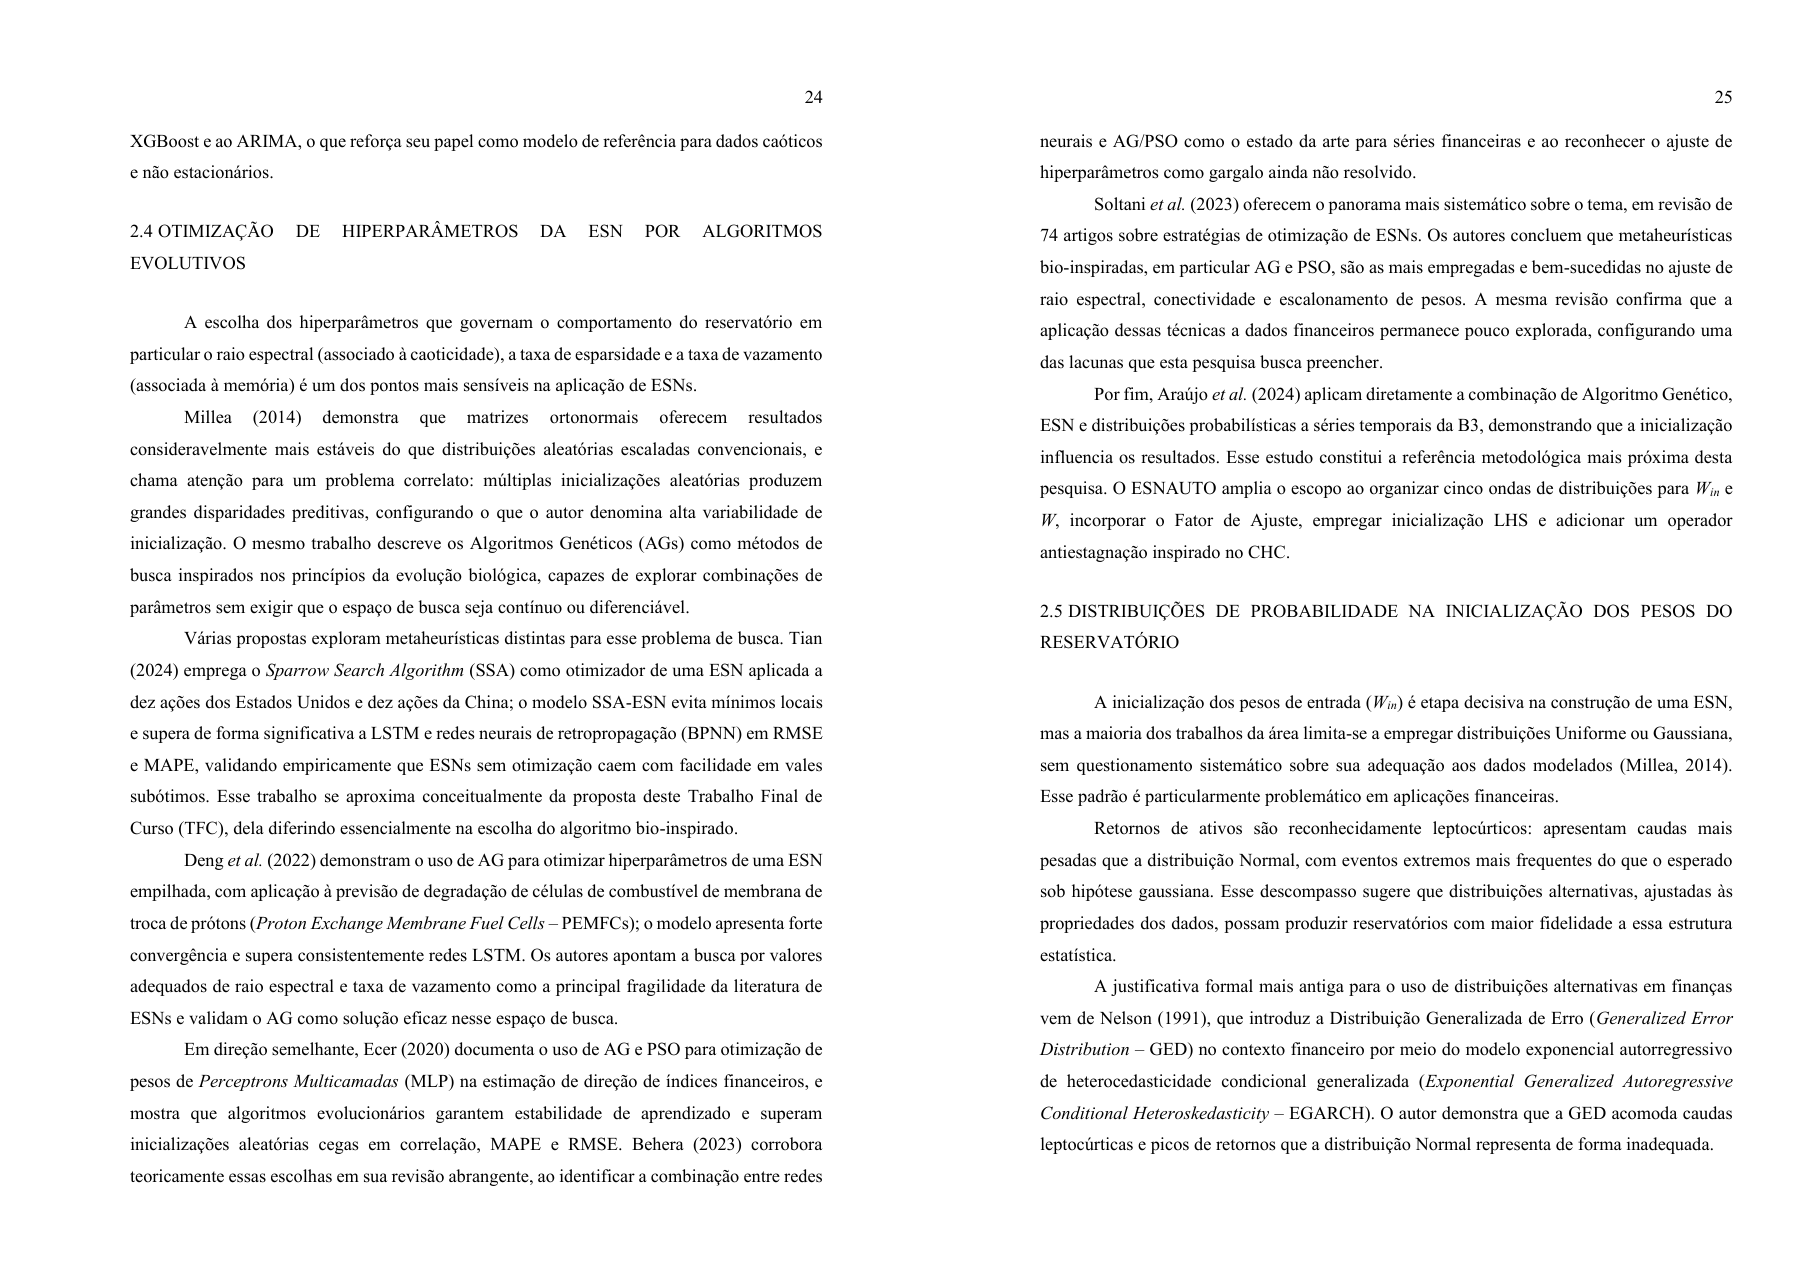 24
XGBoost e ao ARIMA, o que reforça seu papel como modelo de referência para dados caóticos
e não estacionários.
2.4 OTIMIZAÇÃO DE HIPERPARÂMETROS DA ESN POR ALGORITMOS
EVOLUTIVOS
A escolha dos hiperparâmetros que governam o comportamento do reservatório em
particular o raio espectral (associado à caoticidade), a taxa de esparsidade e a taxa de vazamento
(associada à memória) é um dos pontos mais sensíveis na aplicação de ESNs.
Millea (2014) demonstra que matrizes ortonormais oferecem resultados
consideravelmente mais estáveis do que distribuições aleatórias escaladas convencionais, e
chama atenção para um problema correlato: múltiplas inicializações aleatórias produzem
grandes disparidades preditivas, configurando o que o autor denomina alta variabilidade de
inicialização. O mesmo trabalho descreve os Algoritmos Genéticos (AGs) como métodos de
busca inspirados nos princípios da evolução biológica, capazes de explorar combinações de
parâmetros sem exigir que o espaço de busca seja contínuo ou diferenciável.
Várias propostas exploram metaheurísticas distintas para esse problema de busca. Tian
(2024) emprega o Sparrow Search Algorithm (SSA) como otimizador de uma ESN aplicada a
dez ações dos Estados Unidos e dez ações da China; o modelo SSA-ESN evita mínimos locais
e supera de forma significativa a LSTM e redes neurais de retropropagação (BPNN) em RMSE
e MAPE, validando empiricamente que ESNs sem otimização caem com facilidade em vales
subótimos. Esse trabalho se aproxima conceitualmente da proposta deste Trabalho Final de
Curso (TFC), dela diferindo essencialmente na escolha do algoritmo bio-inspirado.
Deng et al. (2022) demonstram o uso de AG para otimizar hiperparâmetros de uma ESN
empilhada, com aplicação à previsão de degradação de células de combustível de membrana de
troca de prótons (Proton Exchange Membrane Fuel Cells – PEMFCs); o modelo apresenta forte
convergência e supera consistentemente redes LSTM. Os autores apontam a busca por valores
adequados de raio espectral e taxa de vazamento como a principal fragilidade da literatura de
ESNs e validam o AG como solução eficaz nesse espaço de busca.
Em direção semelhante, Ecer (2020) documenta o uso de AG e PSO para otimização de
pesos de Perceptrons Multicamadas (MLP) na estimação de direção de índices financeiros, e
mostra que algoritmos evolucionários garantem estabilidade de aprendizado e superam
inicializações aleatórias cegas em correlação, MAPE e RMSE. Behera (2023) corrobora
teoricamente essas escolhas em sua revisão abrangente, ao identificar a combinação entre redes
25
neurais e AG/PSO como o estado da arte para séries financeiras e ao reconhecer o ajuste de
hiperparâmetros como gargalo ainda não resolvido.
Soltani et al. (2023) oferecem o panorama mais sistemático sobre o tema, em revisão de
74 artigos sobre estratégias de otimização de ESNs. Os autores concluem que metaheurísticas
bio-inspiradas, em particular AG e PSO, são as mais empregadas e bem-sucedidas no ajuste de
raio espectral, conectividade e escalonamento de pesos. A mesma revisão confirma que a
aplicação dessas técnicas a dados financeiros permanece pouco explorada, configurando uma
das lacunas que esta pesquisa busca preencher.
Por fim, Araújo et al. (2024) aplicam diretamente a combinação de Algoritmo Genético,
ESN e distribuições probabilísticas a séries temporais da B3, demonstrando que a inicialização
influencia os resultados. Esse estudo constitui a referência metodológica mais próxima desta
pesquisa. O ESNAUTO amplia o escopo ao organizar cinco ondas de distribuições para Win e
W, incorporar o Fator de Ajuste, empregar inicialização LHS e adicionar um operador
antiestagnação inspirado no CHC.
2.5 DISTRIBUIÇÕES DE PROBABILIDADE NA INICIALIZAÇÃO DOS PESOS DO
RESERVATÓRIO
A inicialização dos pesos de entrada (Win) é etapa decisiva na construção de uma ESN,
mas a maioria dos trabalhos da área limita-se a empregar distribuições Uniforme ou Gaussiana,
sem questionamento sistemático sobre sua adequação aos dados modelados (Millea, 2014).
Esse padrão é particularmente problemático em aplicações financeiras.
Retornos de ativos são reconhecidamente leptocúrticos: apresentam caudas mais
pesadas que a distribuição Normal, com eventos extremos mais frequentes do que o esperado
sob hipótese gaussiana. Esse descompasso sugere que distribuições alternativas, ajustadas às
propriedades dos dados, possam produzir reservatórios com maior fidelidade a essa estrutura
estatística.
A justificativa formal mais antiga para o uso de distribuições alternativas em finanças
vem de Nelson (1991), que introduz a Distribuição Generalizada de Erro (Generalized Error
Distribution – GED) no contexto financeiro por meio do modelo exponencial autorregressivo
de heterocedasticidade condicional generalizada (Exponential Generalized Autoregressive
Conditional Heteroskedasticity – EGARCH). O autor demonstra que a GED acomoda caudas
leptocúrticas e picos de retornos que a distribuição Normal representa de forma inadequada.